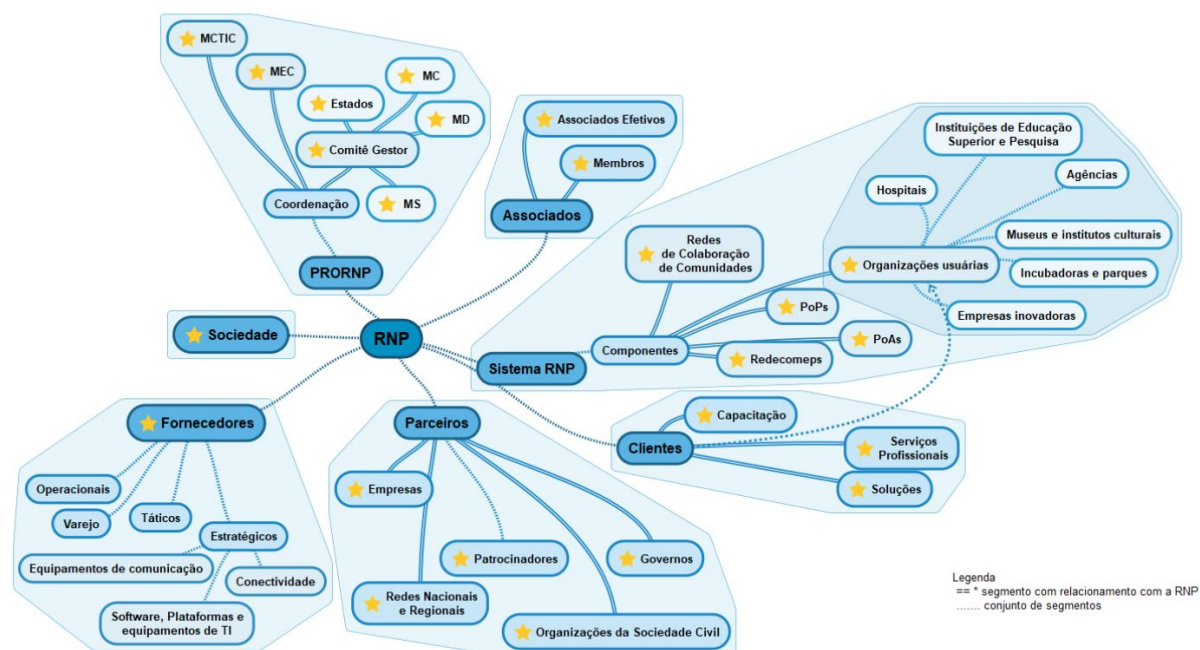 MCTIC
MEC
MC
Estados
MD
Comitê Gestor
Coordenação
MS
PRORNP
Associados Efetivos
Membros
Associados
Instituições de Educação
Superior e Pesquisa
Hospitais
Agências
Museus e institutos culturais
Organizações usuárias
Incubadoras e parques
Empresas inovadoras
Redes
de Colaboração
de Comunidades
PoPs
PoAs
Componentes
Redecomeps
Sistema RNP
Sociedade
RNP
Fornecedores
Operacionais
Varejo
Táticos
Estratégicos
Equipamentos de comunicação
Conectividade
Software, Plataformas e
equipamentos de TI
Parceiros
Empresas
Patrocinadores
Governos
Redes Nacionais
e Regionais
Organizações da Sociedade Civil
Clientes
Capacitação
Serviços
Profissionais
Soluções
Legenda
== * segmento com relacionamento com a RNP
....... conjunto de segmentos